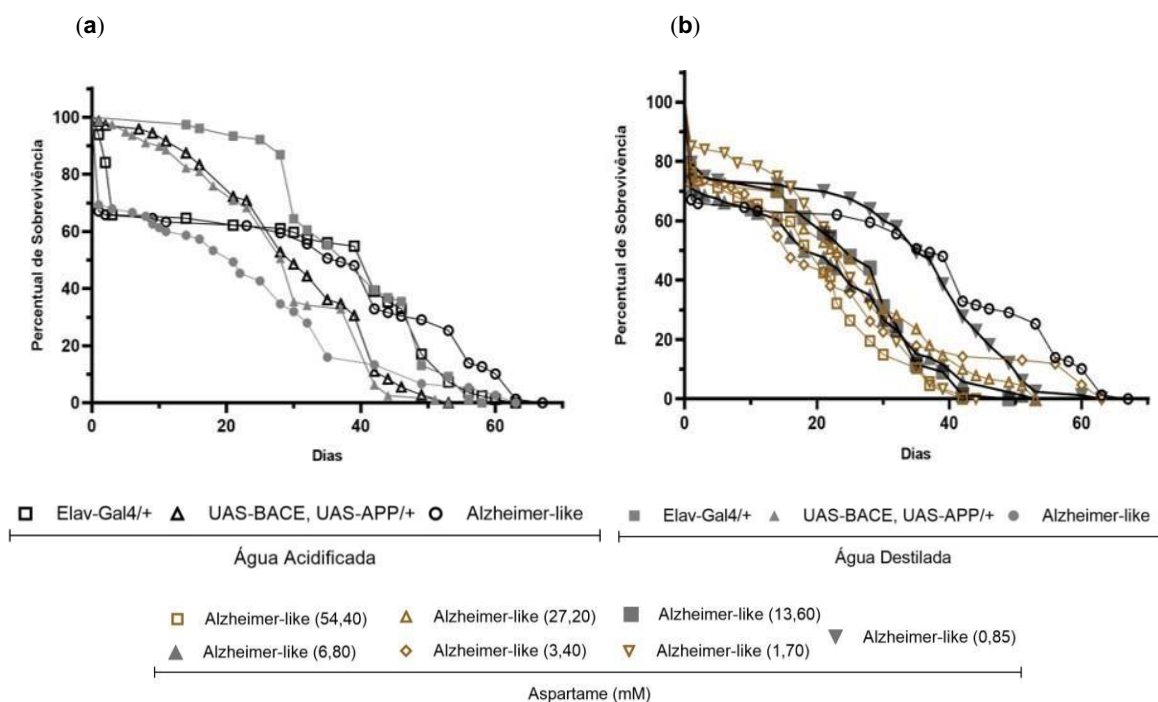 (a)
(b)
Percentual de Sobrevivência
100
80
60
40
20
0
0 20 40 60
Dias
Percentual de Sobrevivência
100
80
60
40
20
0
0 20 40 60
Dias
Elav-Gal4/+ UAS-BACE, UAS-APP/+ Alzheimer-like
Água Acidificada
Elav-Gal4/+ UAS-BACE, UAS-APP/+ Alzheimer-like
Água Destilada
Alzheimer-like (54,40) Alzheimer-like (27,20) Alzheimer-like (13,60)
Alzheimer-like (0,85)
Alzheimer-like (6,80) Alzheimer-like (3,40) Alzheimer-like (1,70)
Aspartame (mM)